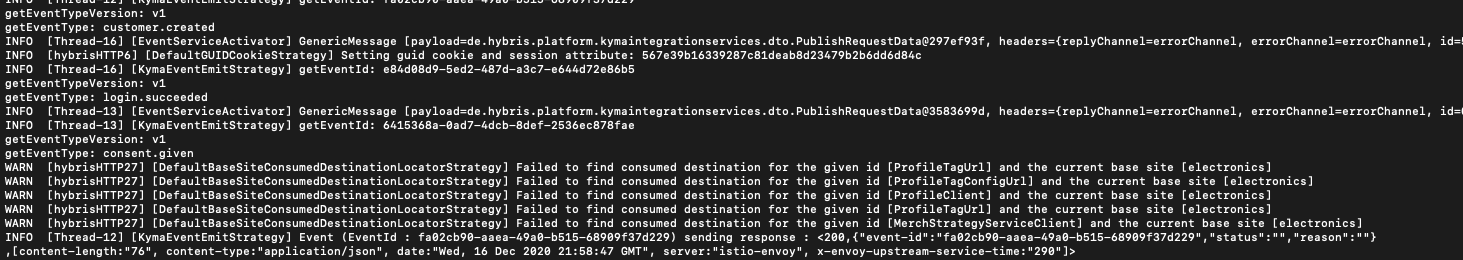 INFO  [Thread-12] [KymaEventEmitStrategy] getEventId: fa02cb90-aaea-49a0-b515-68909f37d229
getEventTypeVersion: v1
getEventType: customer.created
INFO  [Thread-16] [EventServiceActivator] GenericMessage [payload=de.hybris.platform.kymaintegrationservices.dto.PublishRequestData@297ef93f, headers={replyChannel=errorChannel, errorChannel=errorChannel, id=
INFO  [hybrisHTTP6] [DefaultGUIDCookieStrategy] Setting guid cookie and session attribute: 567e39b16339287c81deab8d23479b2b6dd6d84c
INFO  [Thread-16] [KymaEventEmitStrategy] getEventId: e84d08d9-5ed2-487d-a3c7-e644d72e86b5
getEventTypeVersion: v1
getEventType: login.succeeded
INFO  [Thread-13] [EventServiceActivator] GenericMessage [payload=de.hybris.platform.kymaintegrationservices.dto.PublishRequestData@3583699d, headers={replyChannel=errorChannel, errorChannel=errorChannel, id=
INFO  [Thread-13] [KymaEventEmitStrategy] getEventId: 6415368a-0ad7-4dcb-8def-2536ec878fae
getEventTypeVersion: v1
getEventType: consent.given
WARN  [hybrisHTTP27] [DefaultBaseSiteConsumedDestinationLocatorStrategy] Failed to find consumed destination for the given id [ProfileTagUrl] and the current base site [electronics]
WARN  [hybrisHTTP27] [DefaultBaseSiteConsumedDestinationLocatorStrategy] Failed to find consumed destination for the given id [ProfileTagConfigUrl] and the current base site [electronics]
WARN  [hybrisHTTP27] [DefaultBaseSiteConsumedDestinationLocatorStrategy] Failed to find consumed destination for the given id [ProfileClient] and the current base site [electronics]
WARN  [hybrisHTTP27] [DefaultBaseSiteConsumedDestinationLocatorStrategy] Failed to find consumed destination for the given id [ProfileTagUrl] and the current base site [electronics]
WARN  [hybrisHTTP27] [DefaultBaseSiteConsumedDestinationLocatorStrategy] Failed to find consumed destination for the given id [MerchStrategyServiceClient] and the current base site [electronics]
INFO  [Thread-12] [KymaEventEmitStrategy] Event (EventId : fa02cb90-aaea-49a0-b515-68909f37d229) sending response : <200,{"event-id":"fa02cb90-aaea-49a0-b515-68909f37d229","status":"","reason":""}
,[content-length:"76", content-type:"application/json", date:"Wed, 16 Dec 2020 21:58:47 GMT", server:"istio-envoy", x-envoy-upstream-service-time:"290"]>